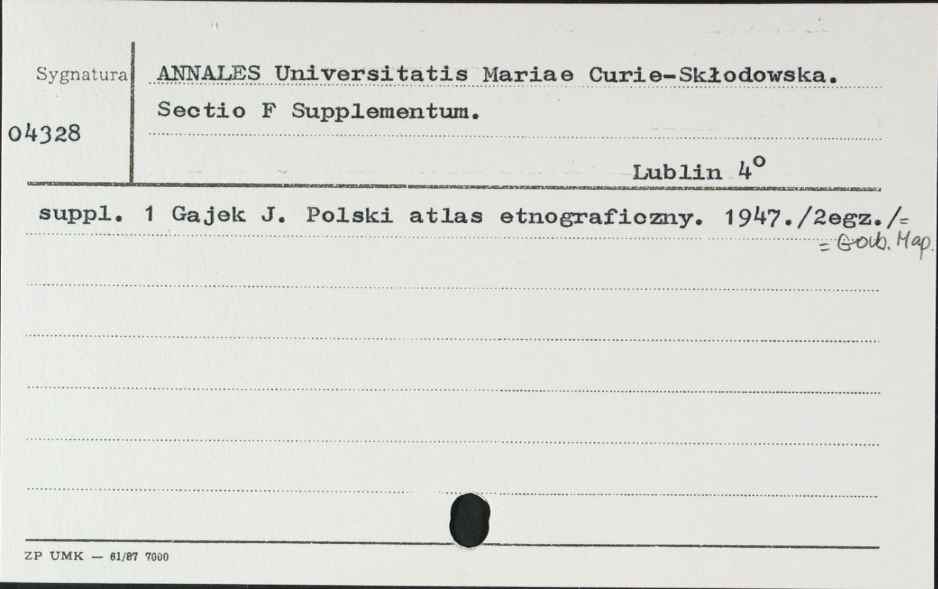 Sygnatura
04328
ANNALES Universitatis Mariae Curie-Skłodowska.
Sectio F Supplementum.
Lublin 4º
suppl. 1 Gajek J. Polski atlas etnograficzny. 1947./2egz./=
= Gab. Map.
ZP UMK — 61/87 7000